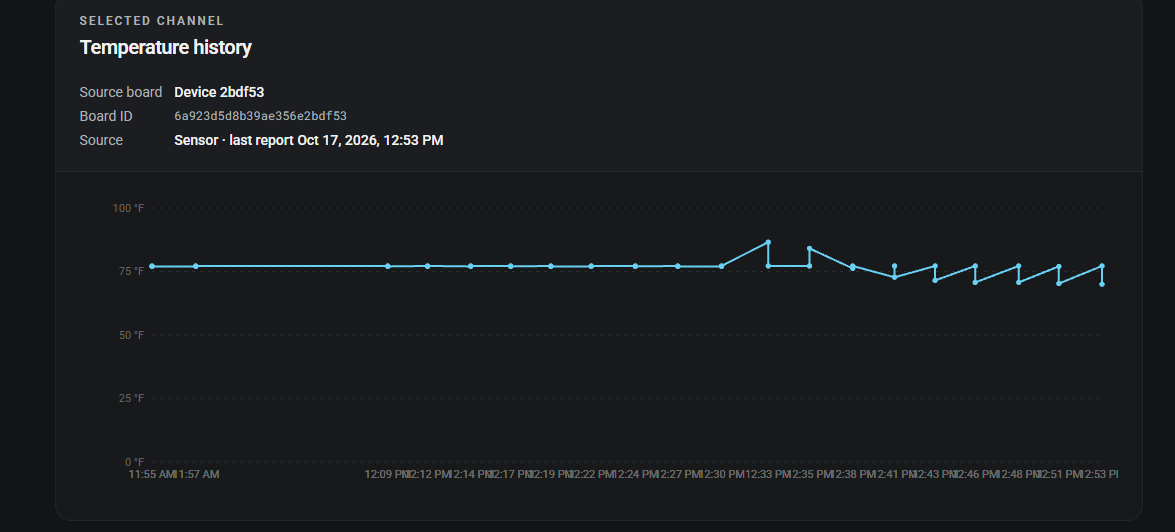 SELECTED CHANNEL
Temperature history
Source board Device 2bdf53
Board ID 6a923d5d8b39ae356e2bdf53
Source Sensor · last report Oct 17, 2026, 12:53 PM
100 °F
75 °F
50 °F
25 °F
0 °F
11:55 AM 11:57 AM 12:09 PM 12:12 PM 12:14 PM 12:17 PM 12:19 PM 12:22 PM 12:24 PM 12:27 PM 12:30 PM 12:33 PM 12:35 PM 12:38 PM 12:41 PM 12:43 PM 12:46 PM 12:48 PM 12:51 PM 12:53 P